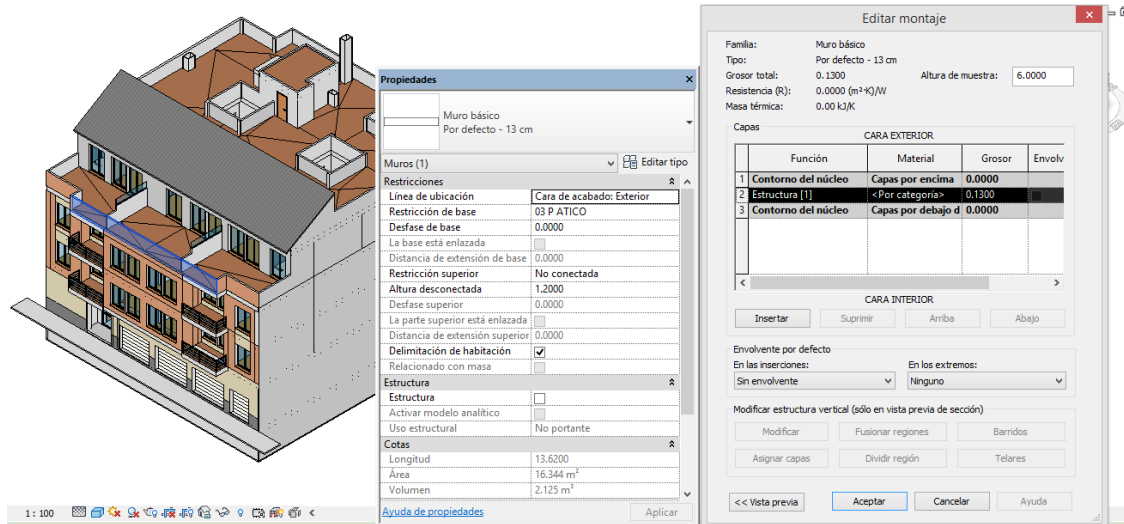 1 : 100
Propiedades
Muro básico
Por defecto - 13 cm
Muros (1)
Editar tipo
Restricciones
Línea de ubicación Cara de acabado: Exterior
Restricción de base 03 P ATICO
Desfase de base 0.0000
La base está enlazada
Distancia de extensión de base 0.0000
Restricción superior No conectada
Altura desconectada 1.2000
Desfase superior 0.0000
La parte superior está enlazada
Distancia de extensión superior 0.0000
Delimitación de habitación
Relacionado con masa
Estructura
Estructura
Activar modelo analítico
Uso estructural No portante
Cotas
Longitud 13.6200
Área 16.344 m²
Volumen 2.125 m³
Ayuda de propiedades Aplicar
Editar montaje
Familia: Muro básico
Tipo: Por defecto - 13 cm
Grosor total: 0.1300 Altura de muestra: 6.0000
Resistencia (R): 0.0000 (m²·K)/W
Masa térmica: 0.00 kJ/K
Capas
CARA EXTERIOR
Función Material Grosor Envolv
1 Contorno del núcleo Capas por encima 0.0000
2 Estructura [1] <Por categoría> 0.1300
3 Contorno del núcleo Capas por debajo d 0.0000
CARA INTERIOR
Insertar Suprimir Arriba Abajo
Envolvente por defecto
En las inserciones: En los extremos:
Sin envolvente Ninguno
Modificar estructura vertical (sólo en vista previa de sección)
Modificar Fusionar regiones Barridos
Asignar capas Dividir región Telares
<< Vista previa Aceptar Cancelar Ayuda